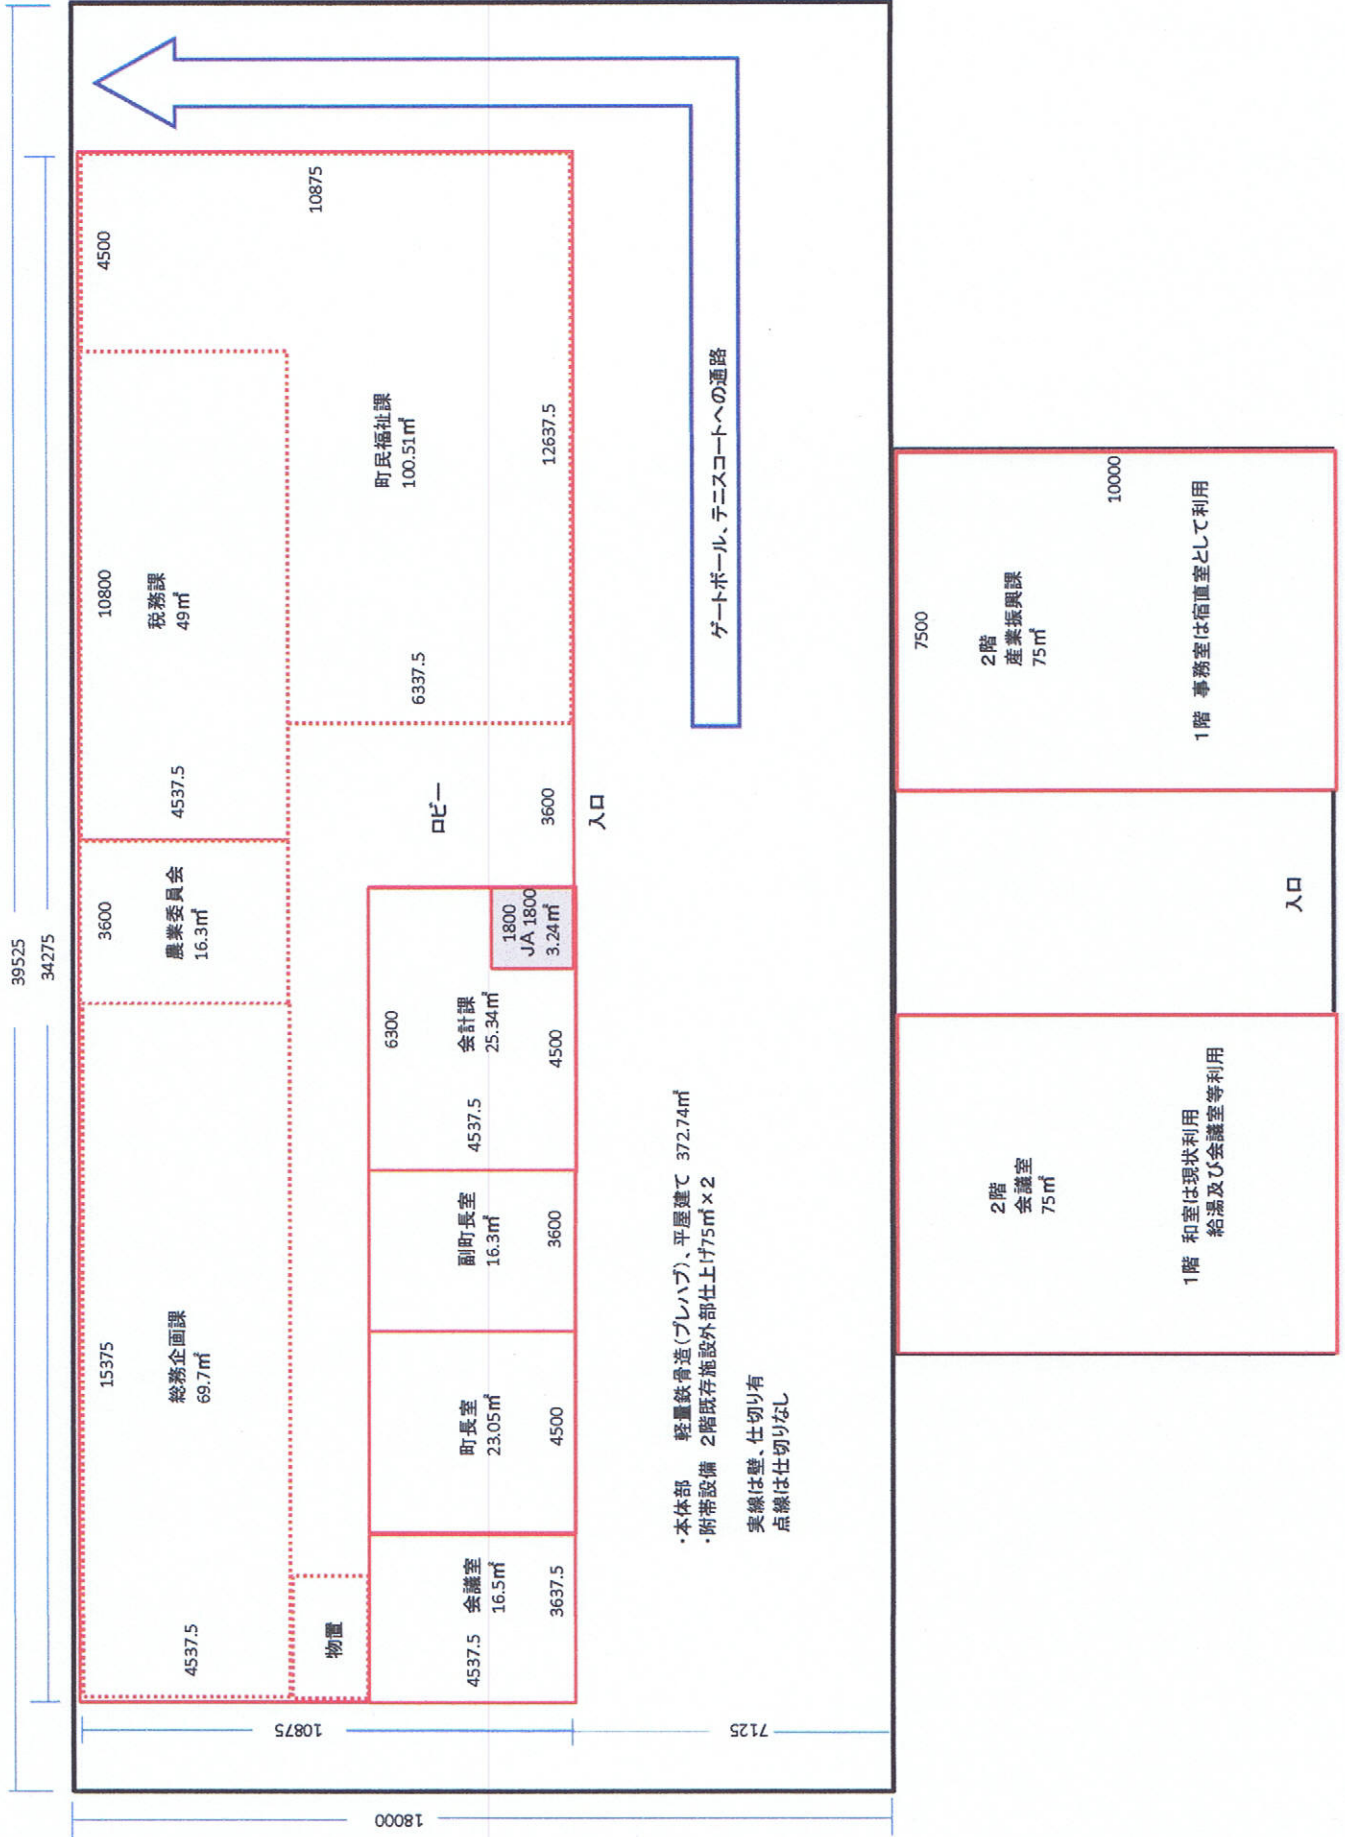 39525
34275
15375
3600
10800
4500
総務企画課
69.7㎡
4537.5
農業委員会
16.3㎡
税務課
49㎡
4537.5
10875
町民福祉課
100.51㎡
6337.5
12637.5
物置
ロビー
3600
入口
会議室
16.5㎡
4537.5
3637.5
町長室
23.05㎡
4500
副町長室
16.3㎡
3600
6300
会計課
25.34㎡
4537.5
4500
1800
JA 1800
3.24㎡
10875
7125
18000
ゲートボール、テニスコートへの通路
・本体部 軽量鉄骨造(プレハブ)、平屋建て 372.74㎡
・附帯設備 2階既存施設外部仕上げ75㎡×2
実線は壁、仕切り有
点線は仕切りなし
2階
会議室
75㎡
1階 和室は現状利用
給湯及び会議室等利用
入口
7500
2階
産業振興課
75㎡
10000
1階 事務室は宿直室として利用